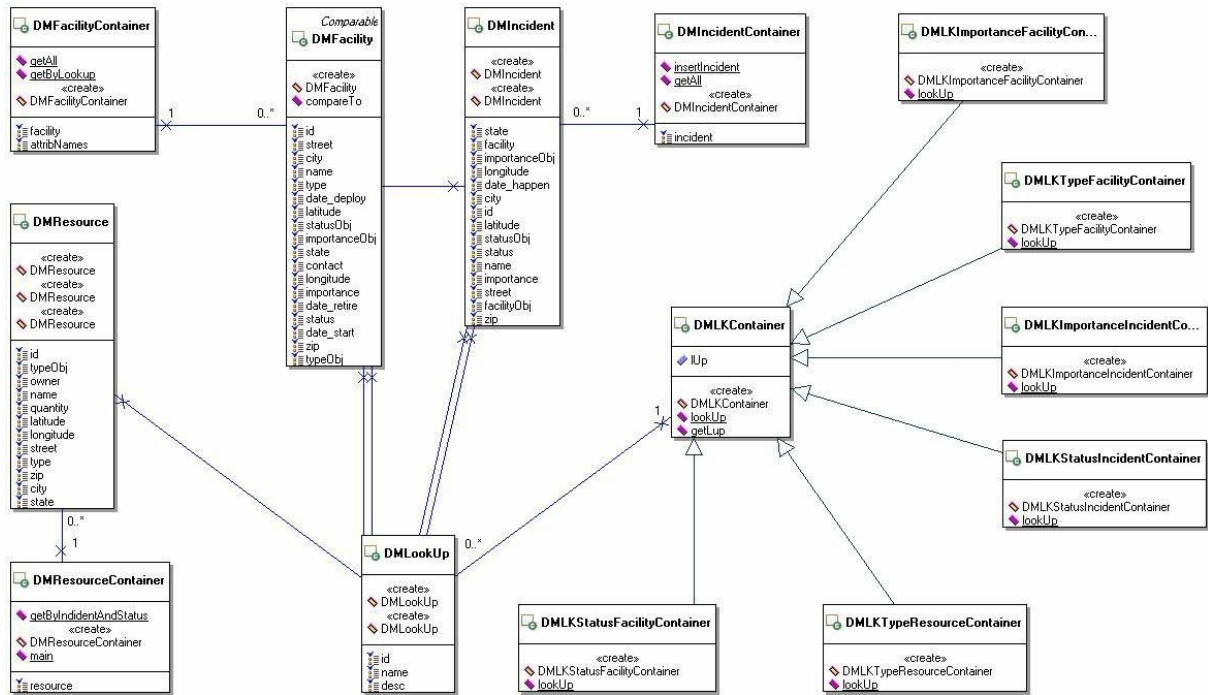 DMFacilityContainer
getAll
getByLookup
«create»
DMFacilityContainer
facility
attribNames
1
0..*
Comparable
DMFacility
«create»
DMFacility
compareTo
id
street
city
name
type
date_deploy
latitude
statusObj
importanceObj
state
contact
longitude
importance
date_retire
status
date_start
zip
typeObj
DMIncident
«create»
DMIncident
«create»
DMIncident
state
facility
importanceObj
longitude
date_happen
city
id
latitude
statusObj
status
name
importance
street
facilityObj
zip
0..*
1
DMIncidentContainer
insertIncident
getAll
«create»
DMIncidentContainer
incident
DMLKImportanceFacilityCon...
«create»
DMLKImportanceFacilityContainer
lookUp
DMLKTypeFacilityContainer
«create»
DMLKTypeFacilityContainer
lookUp
DMResource
«create»
DMResource
«create»
DMResource
«create»
DMResource
id
typeObj
owner
name
quantity
latitude
longitude
street
type
zip
city
state
0..*
1
DMLKContainer
lUp
«create»
DMLKContainer
lookUp
getLup
1
0..*
DMLKImportanceIncidentCo...
«create»
DMLKImportanceIncidentContainer
lookUp
DMLKStatusIncidentContainer
«create»
DMLKStatusIncidentContainer
lookUp
DMResourceContainer
getByIndidentAndStatus
«create»
DMResourceContainer
main
resource
DMLookUp
«create»
DMLookUp
«create»
DMLookUp
id
name
desc
DMLKStatusFacilityContainer
«create»
DMLKStatusFacilityContainer
lookUp
DMLKTypeResourceContainer
«create»
DMLKTypeResourceContainer
lookUp